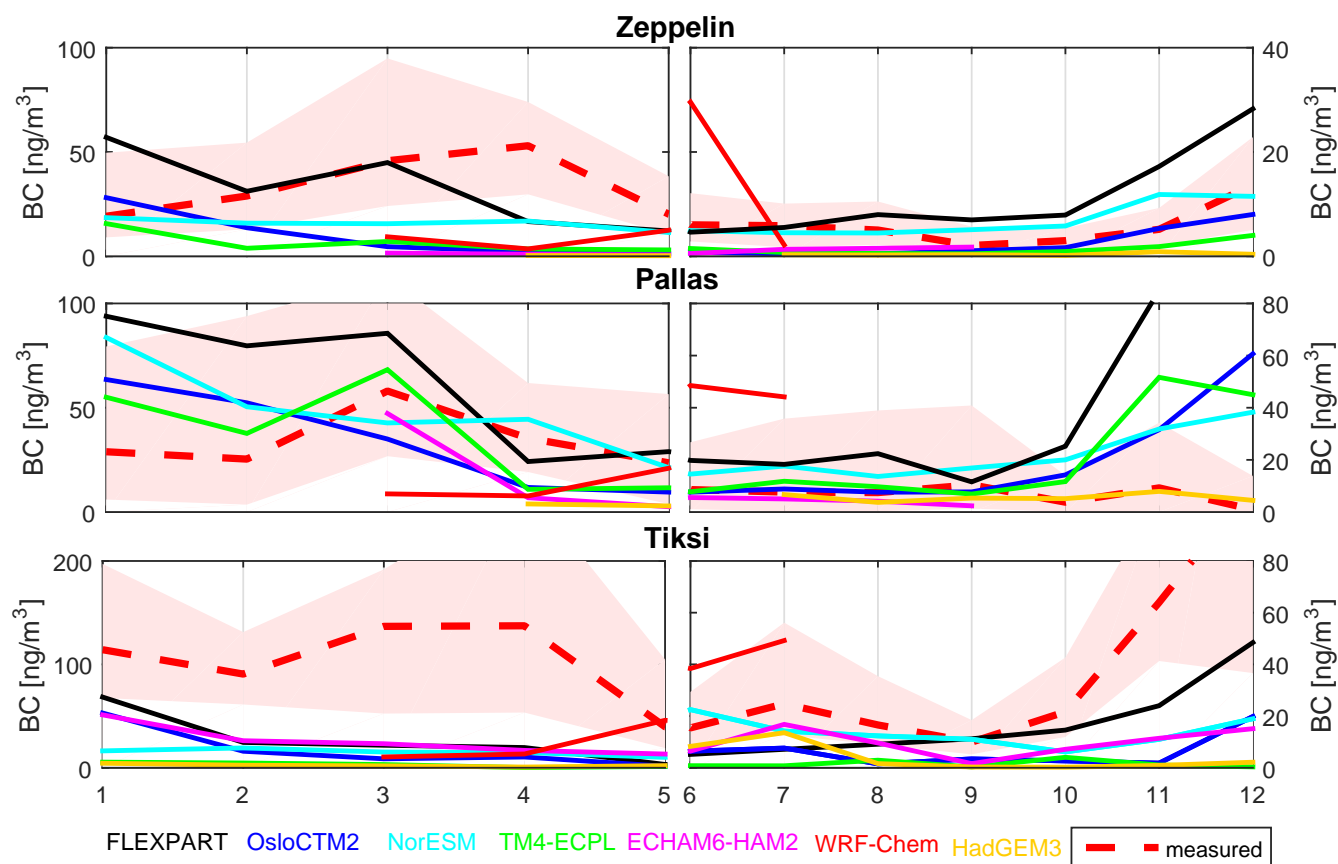 Zeppelin
100
50
0
BC [ng/m³]
40
20
0
BC [ng/m³]
Pallas
100
50
0
BC [ng/m³]
80
60
40
20
0
BC [ng/m³]
Tiksi
200
100
0
BC [ng/m³]
80
60
40
20
0
BC [ng/m³]
1 2 3 4 5 6 7 8 9 10 11 12
FLEXPART OsloCTM2 NorESM TM4-ECPL ECHAM6-HAM2 WRF-Chem HadGEM3 measured